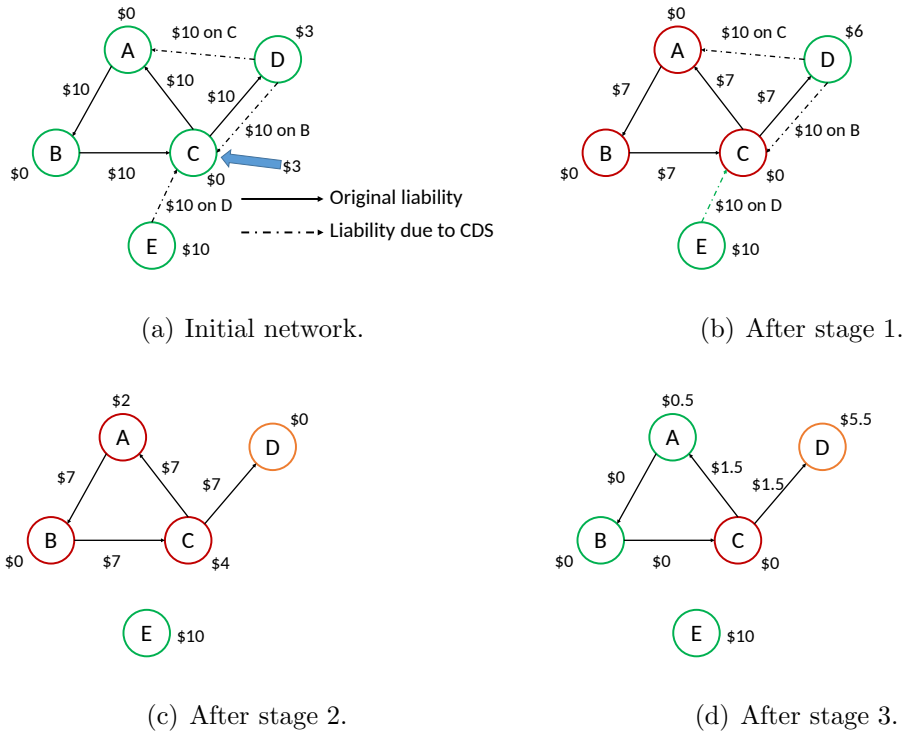 $0
$10 on C
$3
A
D
$10
$10
$10
$10 on B
B
C
$0
$10
$0
$3
$10 on D
Original liability
Liability due to CDS
E
$10
(a) Initial network.
$0
$10 on C
$6
A
D
$7
$7
$7
$10 on B
B
C
$0
$7
$0
$10 on D
E
$10
(b) After stage 1.
$2
$0
A
D
$7
$7
$7
B
C
$0
$7
$4
E
$10
(c) After stage 2.
$0.5
$5.5
A
D
$0
$1.5
$1.5
B
C
$0
$0
$0
E
$10
(d) After stage 3.